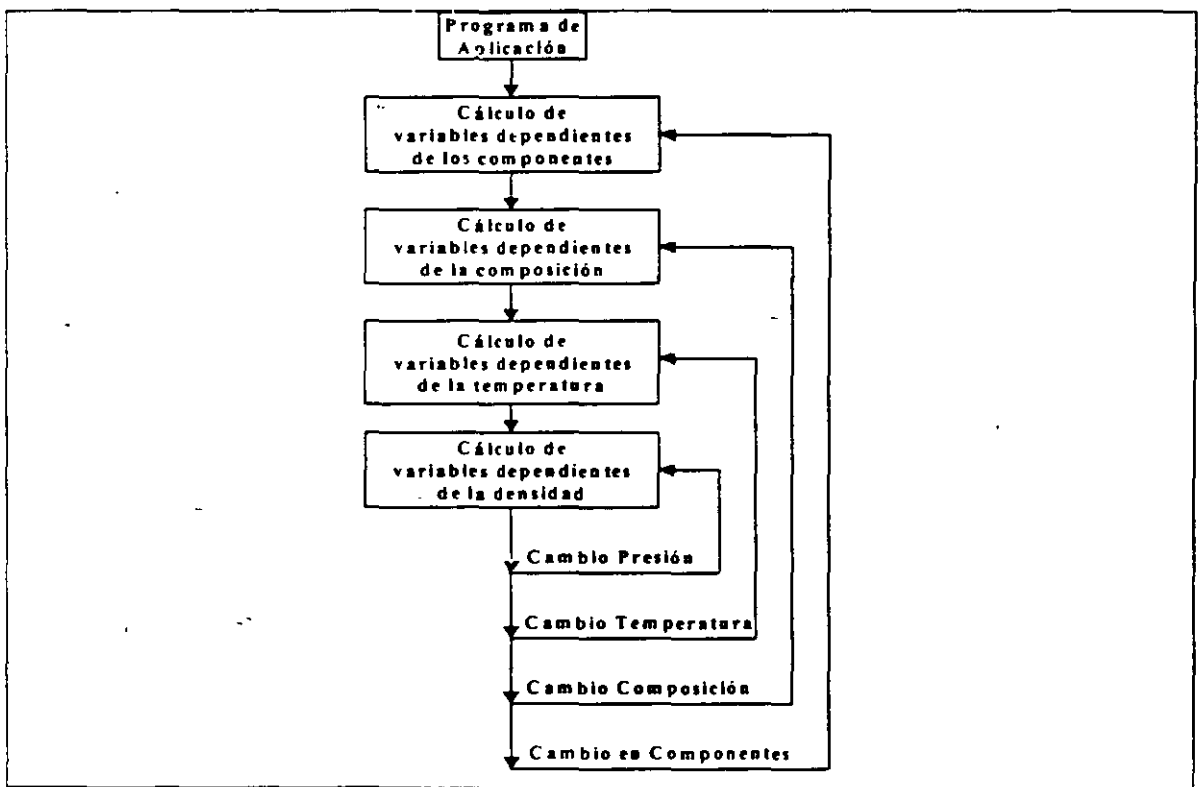 Programa de
Aplicación
Cálculo de
variables dependientes
de los componentes
Cálculo de
variables dependientes
de la composición
Cálculo de
variables dependientes
de la temperatura
Cálculo de
variables dependientes
de la densidad
Cambio Presión
Cambio Temperatura
Cambio Composición
Cambio en Componentes